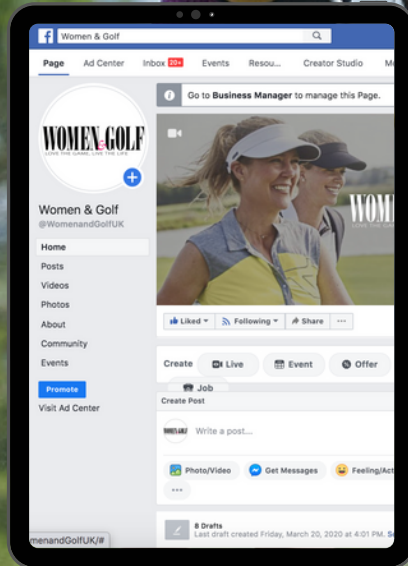 Women & Golf
Page Ad Center Inbox 20+ Events Resou... Creator Studio
Go to Business Manager to manage this Page.
WOMEN & GOLF
LOVE THE GAME, LIVE THE LIFE
Women & Golf
@WomenandGolfUK
Home
Posts
Videos
Photos
About
Community
Events
Promote
Visit Ad Center
WOM
Liked Following Share ...
Create Live Event Offer
Job
Create Post
WOMEN & GOLF
Write a post...
Photo/Video Get Messages Feeling/Act
...
8 Drafts
Last draft created Friday, March 20, 2020 at 4:01 PM.
menandGolfUK/#